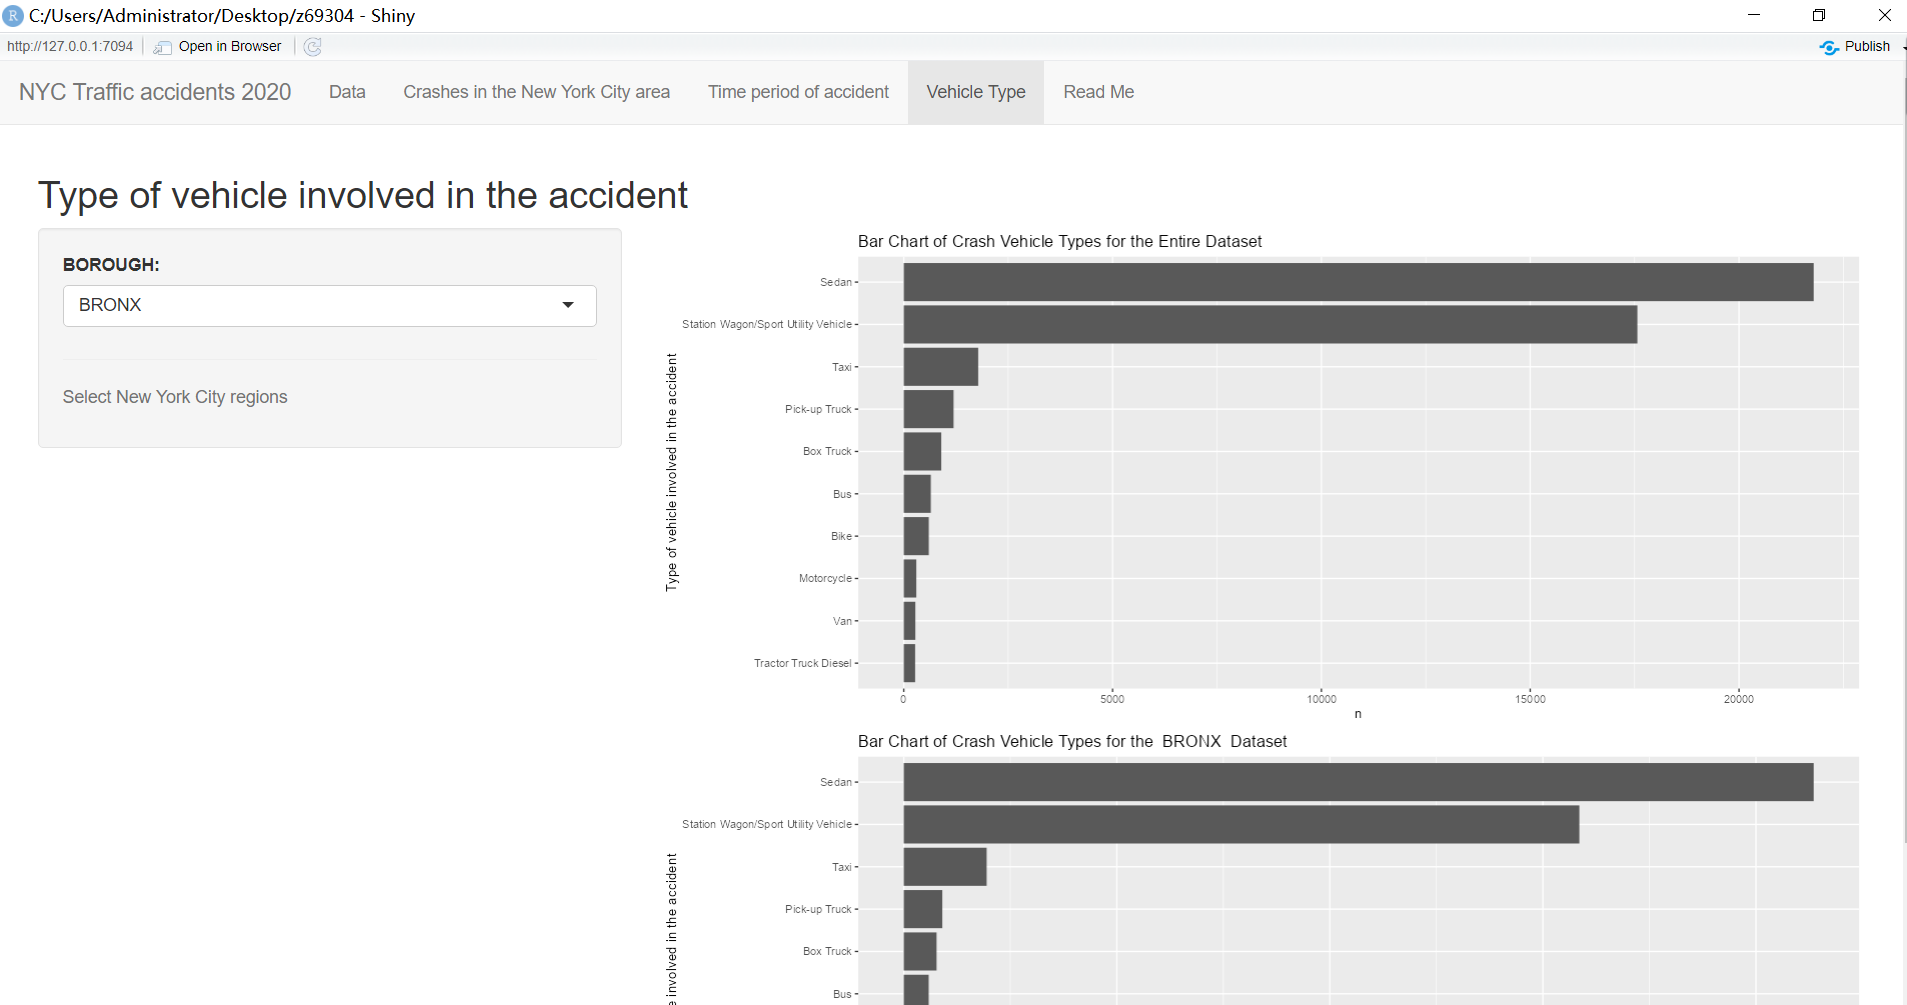 C:/Users/Administrator/Desktop/z69304 - Shiny
http://127.0.0.1:7094 Open in Browser Publish
NYC Traffic accidents 2020 Data Crashes in the New York City area Time period of accident Vehicle Type Read Me
Type of vehicle involved in the accident
BOROUGH:
BRONX
Select New York City regions
Bar Chart of Crash Vehicle Types for the Entire Dataset
Type of vehicle involved in the accident
Sedan
Station Wagon/Sport Utility Vehicle
Taxi
Pick-up Truck
Box Truck
Bus
Bike
Motorcycle
Van
Tractor Truck Diesel
0 5000 10000 15000 20000
n
Bar Chart of Crash Vehicle Types for the BRONX Dataset
involved in the accident
Sedan
Station Wagon/Sport Utility Vehicle
Taxi
Pick-up Truck
Box Truck
Bus